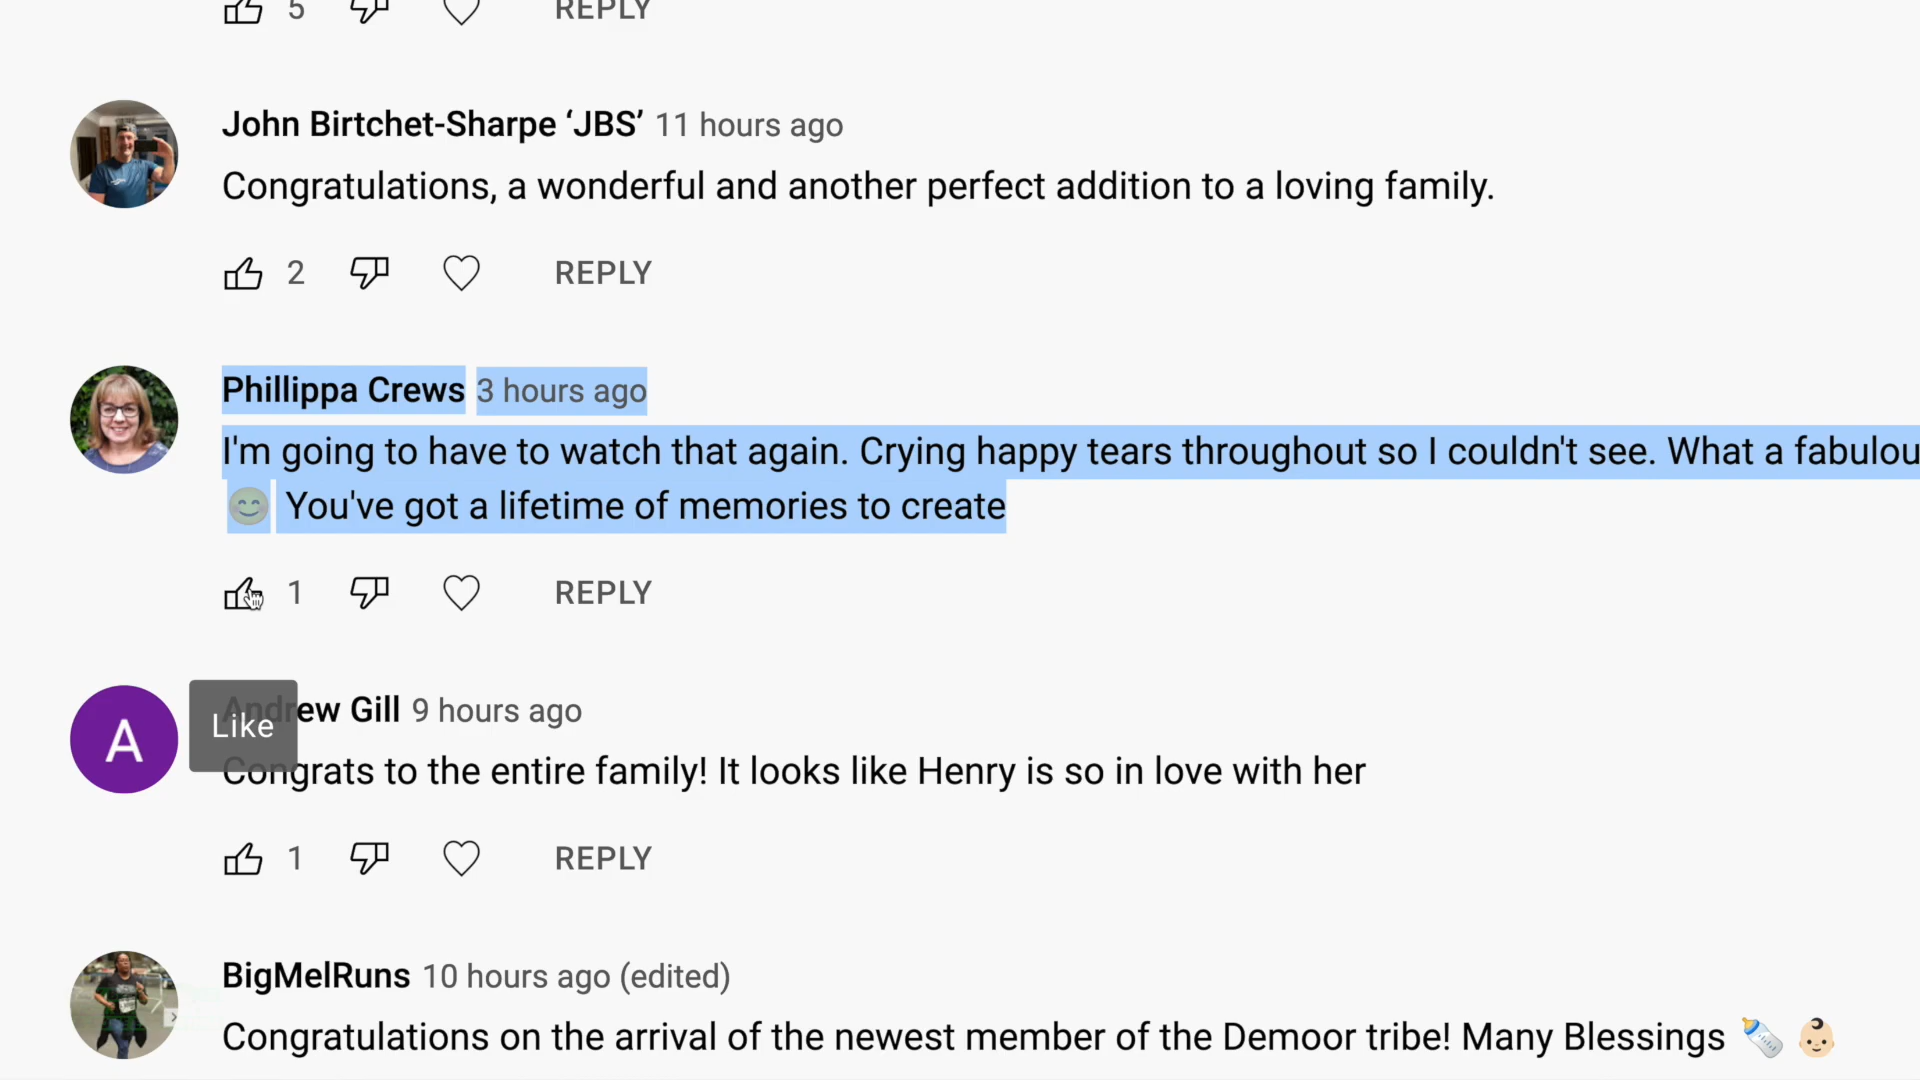 5 REPLY
John Birtchet-Sharpe ‘JBS’ 11 hours ago
Congratulations, a wonderful and another perfect addition to a loving family.
2 REPLY
Phillippa Crews 3 hours ago
I'm going to have to watch that again. Crying happy tears throughout so I couldn't see. What a fabulou
😊 You've got a lifetime of memories to create
1 REPLY
Andrew Gill 9 hours ago
A Like
Congrats to the entire family! It looks like Henry is so in love with her
1 REPLY
BigMelRuns 10 hours ago (edited)
Congratulations on the arrival of the newest member of the Demoor tribe! Many Blessings 🍼 👶🏻